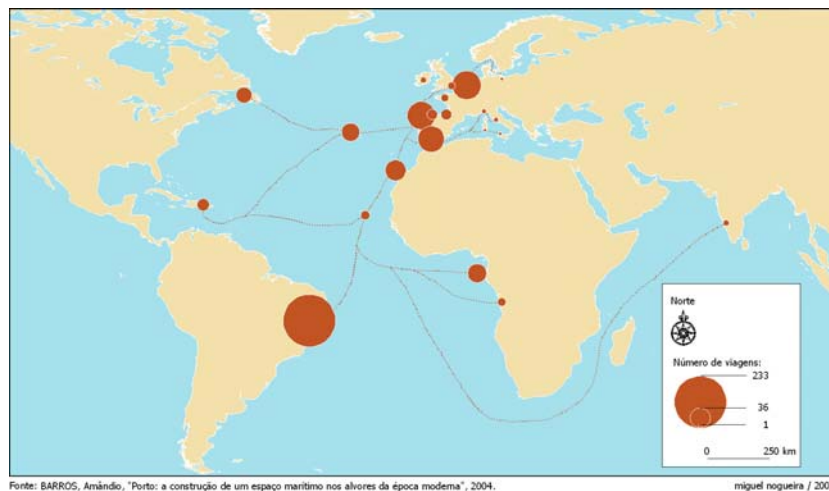 Norte
Número de viagens:
233
36
1
0 250 km
Fonte: BARROS, Amândio, "Porto: a construção de um espaço marítimo nos alvores da época moderna", 2004.
miguel nogueira / 200